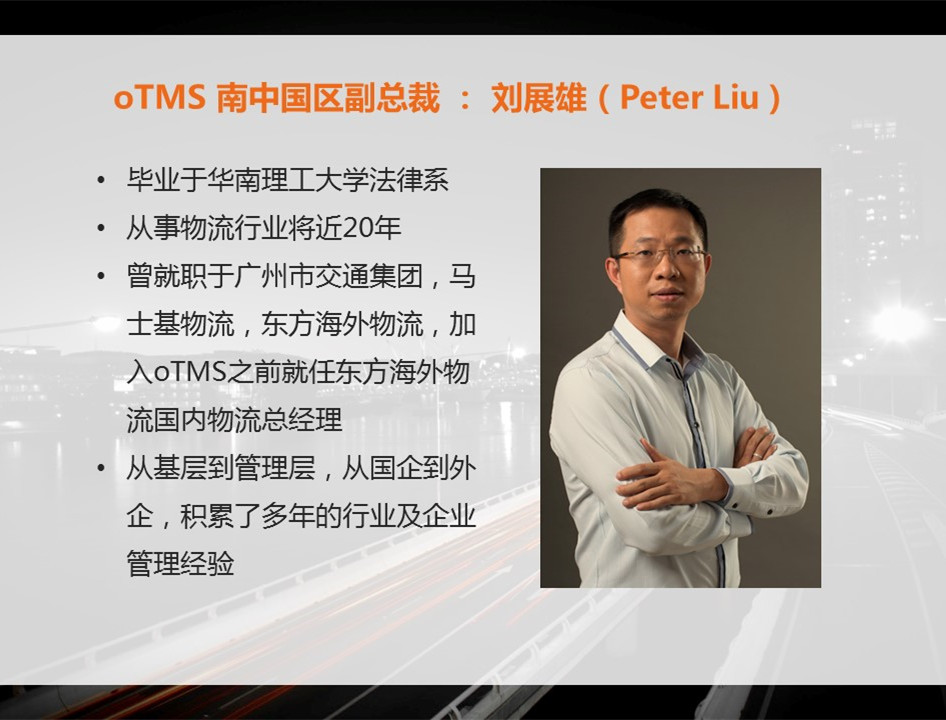 oTMS 南中国区副总裁 ： 刘展雄（Peter Liu）
• 毕业于华南理工大学法律系
• 从事物流行业将近20年
• 曾就职于广州市交通集团，马
士基物流，东方海外物流，加
入oTMS之前就任东方海外物
流国内物流总经理
• 从基层到管理层，从国企到外
企，积累了多年的行业及企业
管理经验